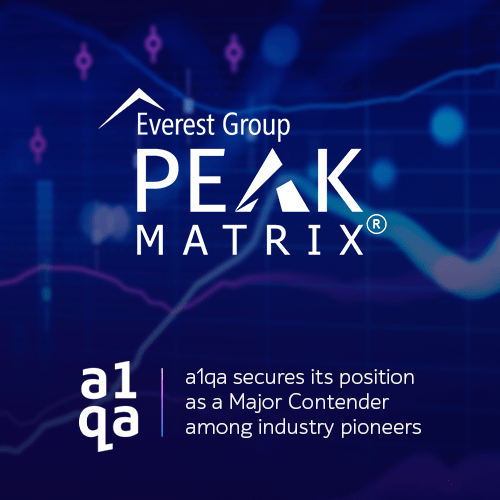 Everest Group
PEAK
MATRIX®
a1
qa
a1qa secures its position
as a Major Contender
among industry pioneers